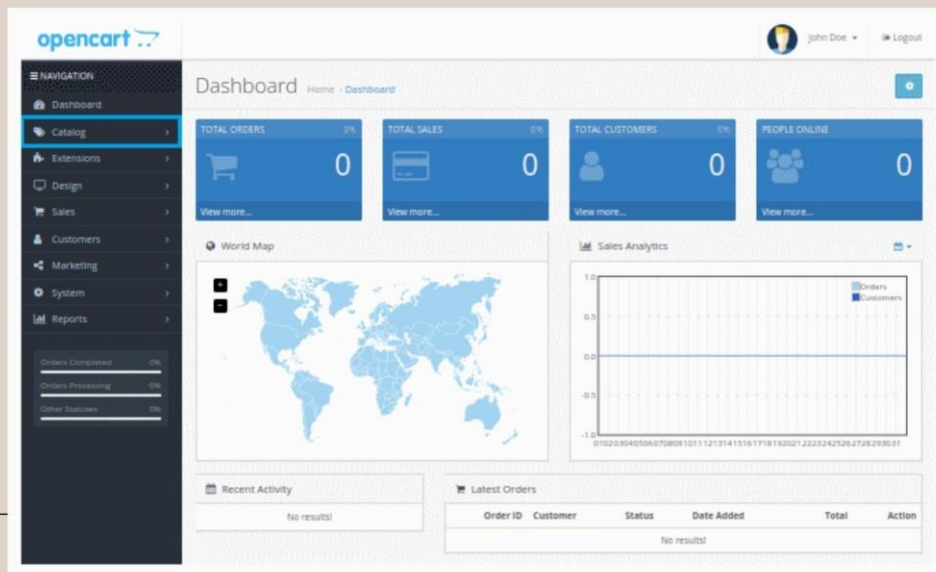 opencart
John Doe
Logout
NAVIGATION
Dashboard
Catalog
Extensions
Design
Sales
Customers
Marketing
System
Reports
Orders Completed 0%
Orders Processing 0%
Other Statuses 0%
Dashboard Home › Dashboard
TOTAL ORDERS 0%
0
View more...
TOTAL SALES 0%
0
View more...
TOTAL CUSTOMERS 0%
0
View more...
PEOPLE ONLINE
0
View more...
World Map
+
-
Sales Analytics
Orders
Customers
1.0
0.5
0.0
-0.5
-1.0
01020304050607080910111213141516171819202122232425262728293031
Recent Activity
No results!
Latest Orders
Order ID Customer Status Date Added Total Action
No results!